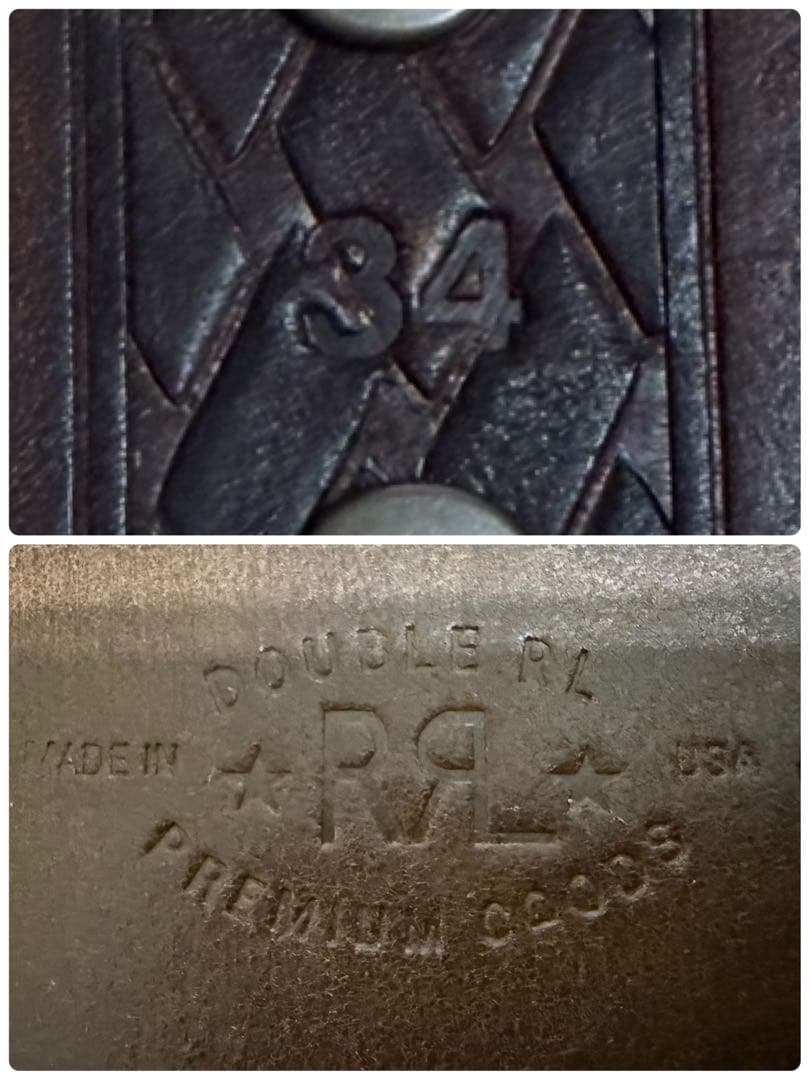 34
DOUBLE RL
MADE IN ★ RRL ★ USA
PREMIUM GOODS